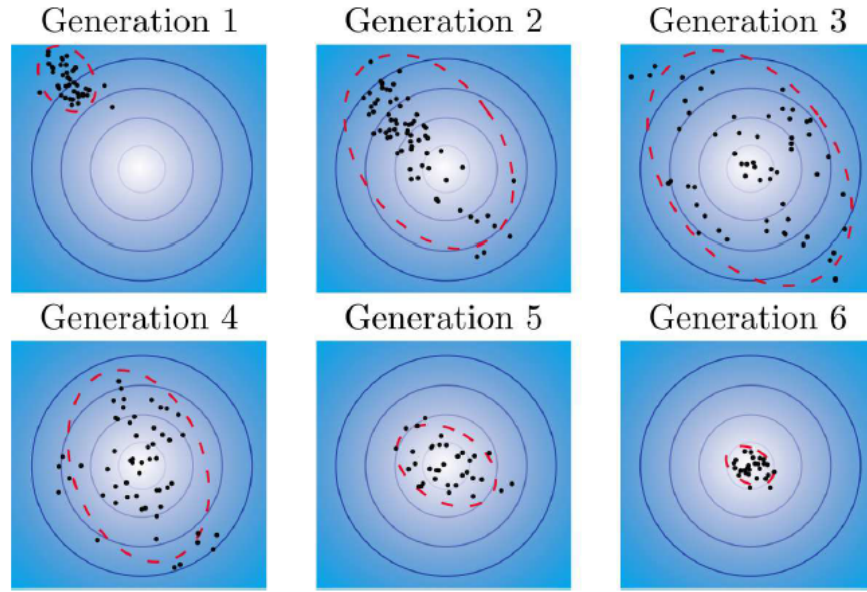 Generation 1
Generation 2
Generation 3
Generation 4
Generation 5
Generation 6